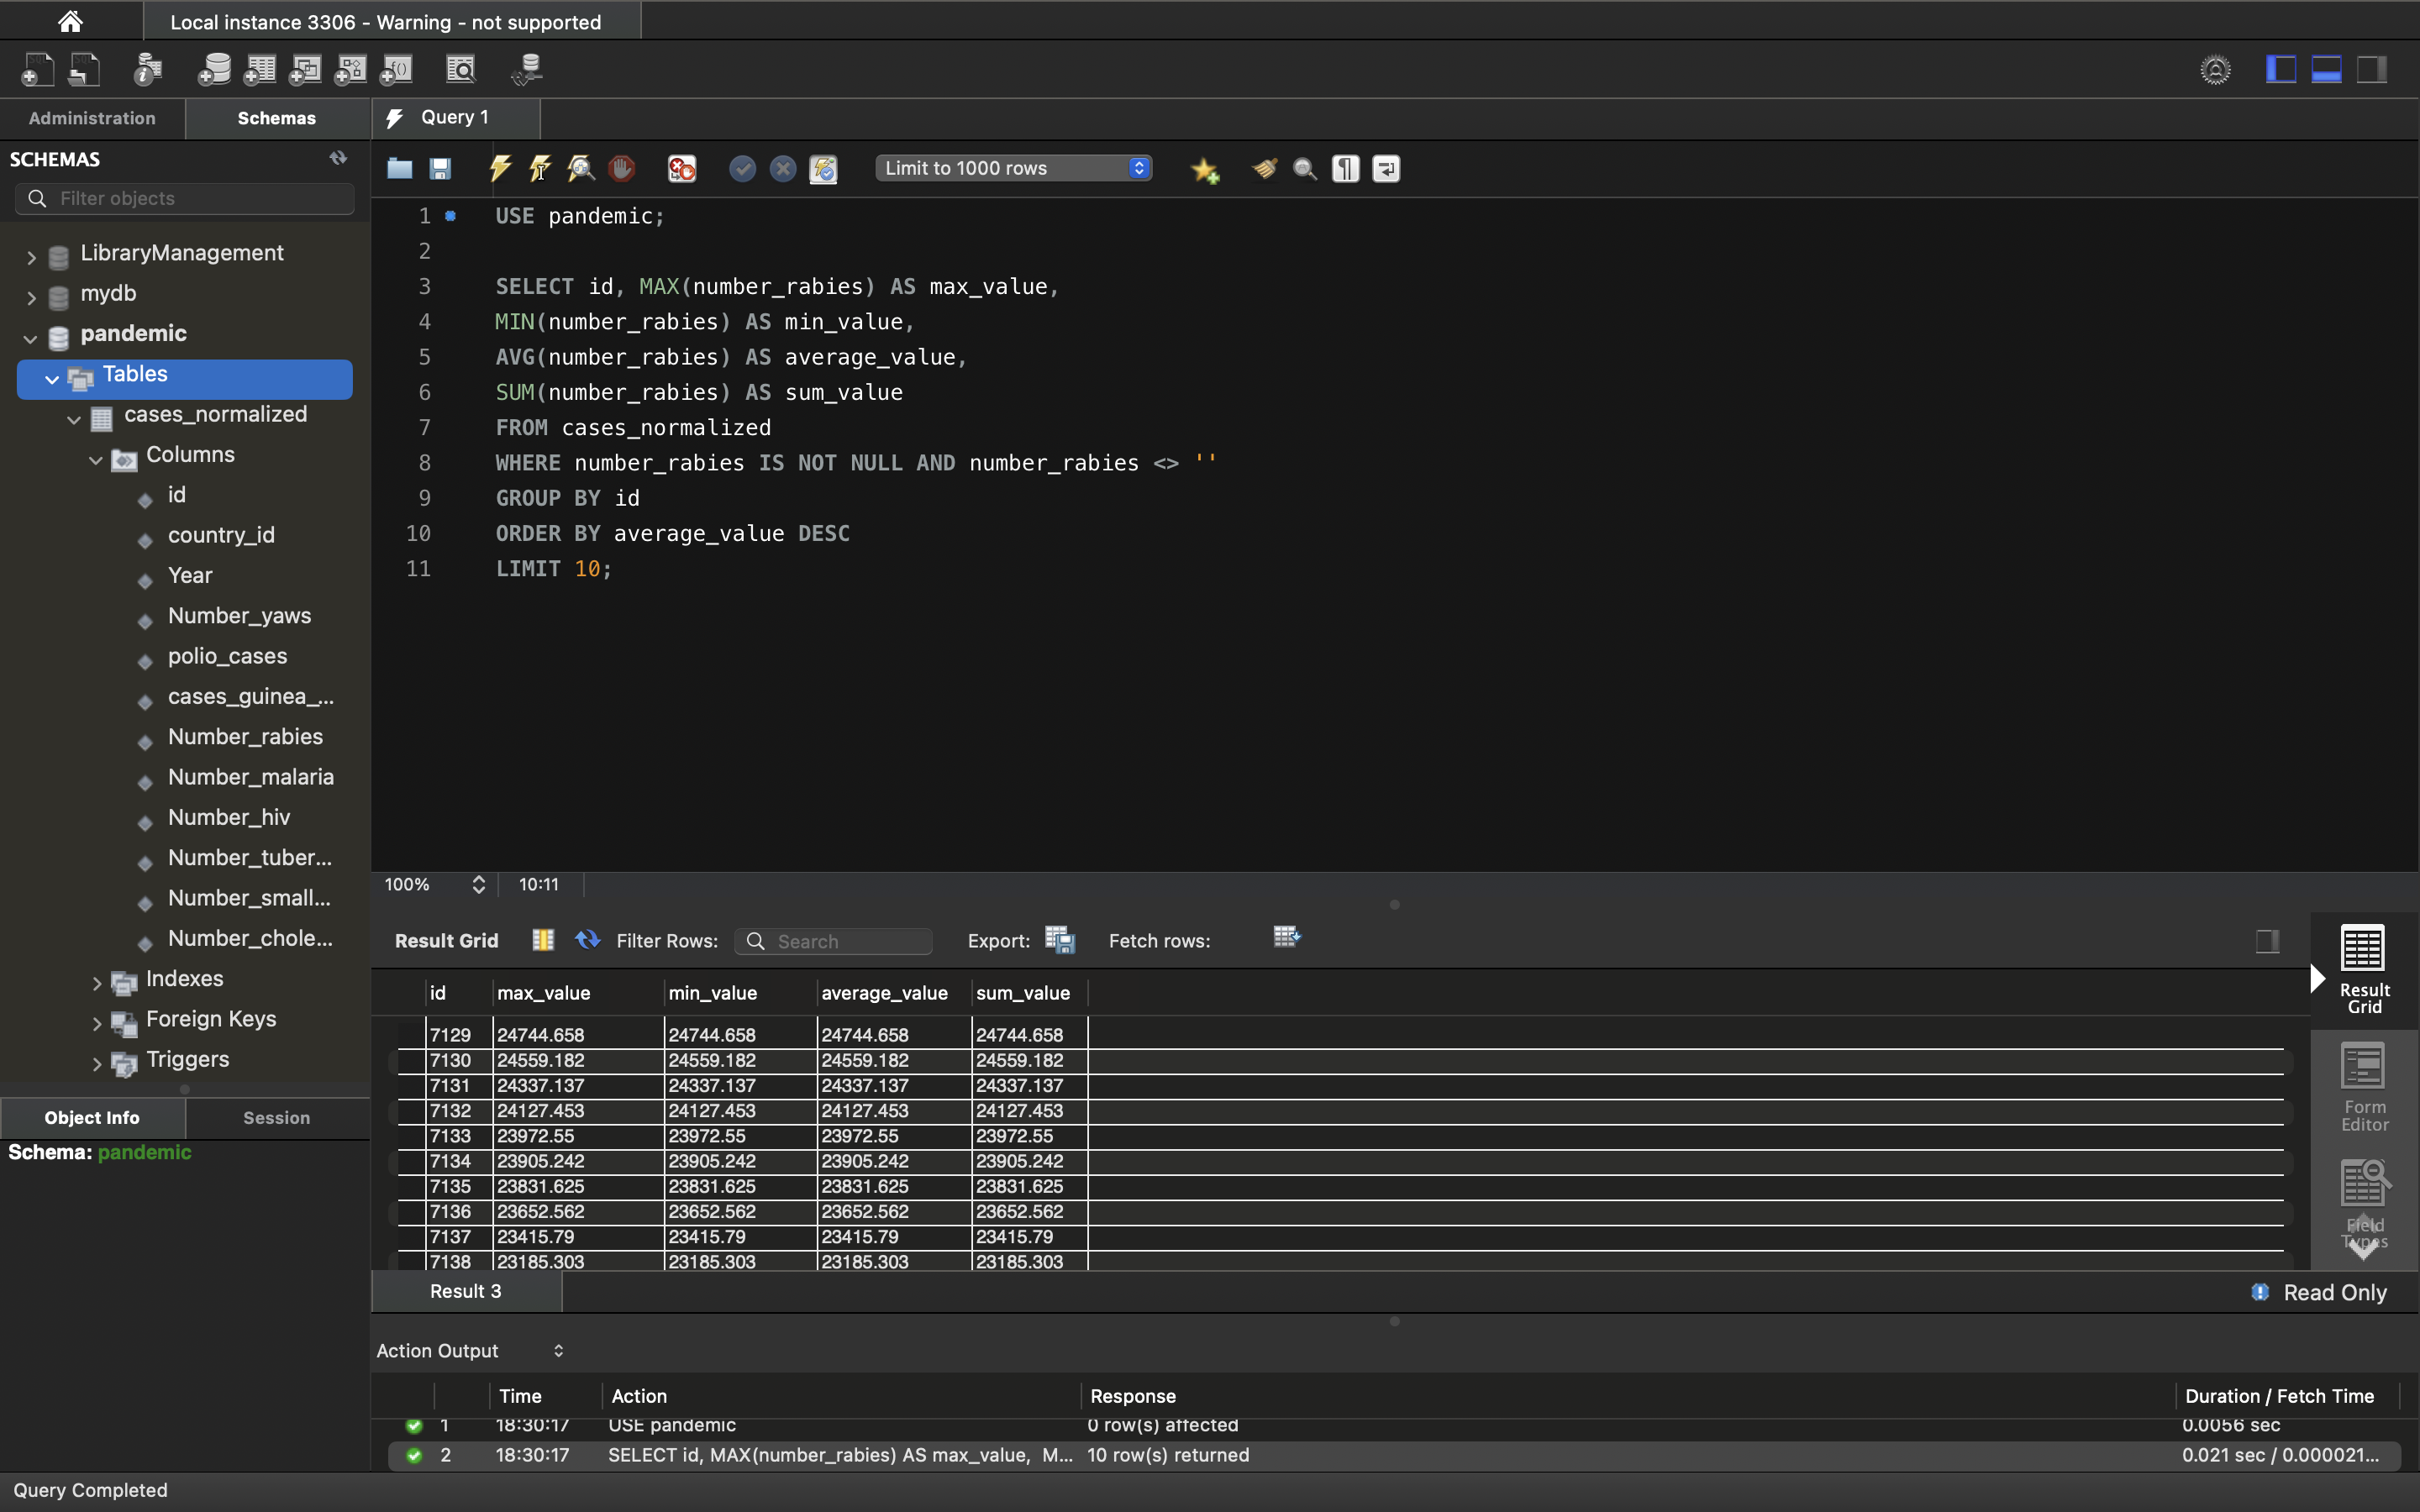 Local instance 3306 - Warning - not supported
Administration
Schemas
Query 1
SCHEMAS
Filter objects
LibraryManagement
mydb
pandemic
Tables
cases_normalized
Columns
id
country_id
Year
Number_yaws
polio_cases
cases_guinea_...
Number_rabies
Number_malaria
Number_hiv
Number_tuber...
Number_small...
Number_chole...
Indexes
Foreign Keys
Triggers
Object Info
Session
Schema: pandemic
Limit to 1000 rows
1 USE pandemic;
2
3 SELECT id, MAX(number_rabies) AS max_value,
4 MIN(number_rabies) AS min_value,
5 AVG(number_rabies) AS average_value,
6 SUM(number_rabies) AS sum_value
7 FROM cases_normalized
8 WHERE number_rabies IS NOT NULL AND number_rabies <> ''
9 GROUP BY id
10 ORDER BY average_value DESC
11 LIMIT 10;
100% 10:11
Result Grid Filter Rows: Search Export: Fetch rows:
id max_value min_value average_value sum_value
7129 24744.658 24744.658 24744.658 24744.658
7130 24559.182 24559.182 24559.182 24559.182
7131 24337.137 24337.137 24337.137 24337.137
7132 24127.453 24127.453 24127.453 24127.453
7133 23972.55 23972.55 23972.55 23972.55
7134 23905.242 23905.242 23905.242 23905.242
7135 23831.625 23831.625 23831.625 23831.625
7136 23652.562 23652.562 23652.562 23652.562
7137 23415.79 23415.79 23415.79 23415.79
7138 23185.303 23185.303 23185.303 23185.303
Result
Grid
Form
Editor
Field
Types
Result 3
Read Only
Action Output
Time Action Response Duration / Fetch Time
1 18:30:17 USE pandemic 0 row(s) affected 0.0056 sec
2 18:30:17 SELECT id, MAX(number_rabies) AS max_value, M... 10 row(s) returned 0.021 sec / 0.000021...
Query Completed